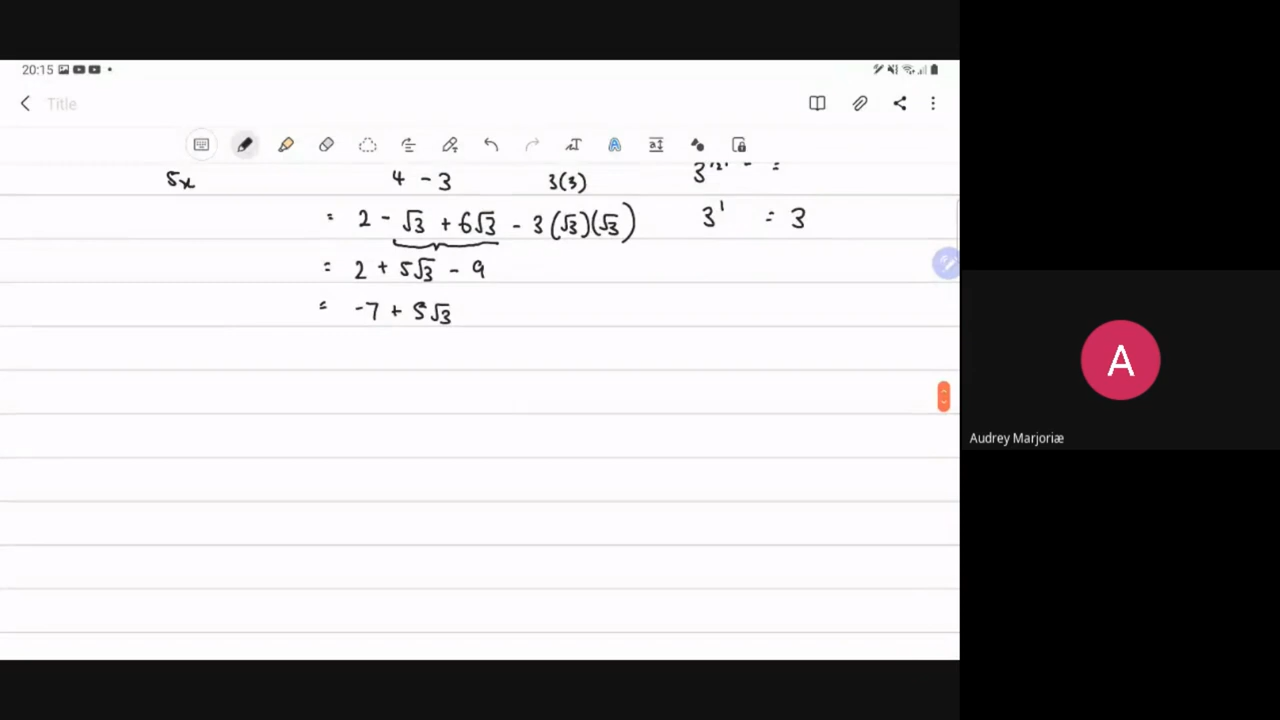 20:15
Title
5x
4 - 3
3(3)
= 2 - √3 + 6√3 - 3(√3)(√3)
3¹ = 3
= 2 + 5√3 - 9
= -7 + 5√3
A
Audrey Marjoriæ